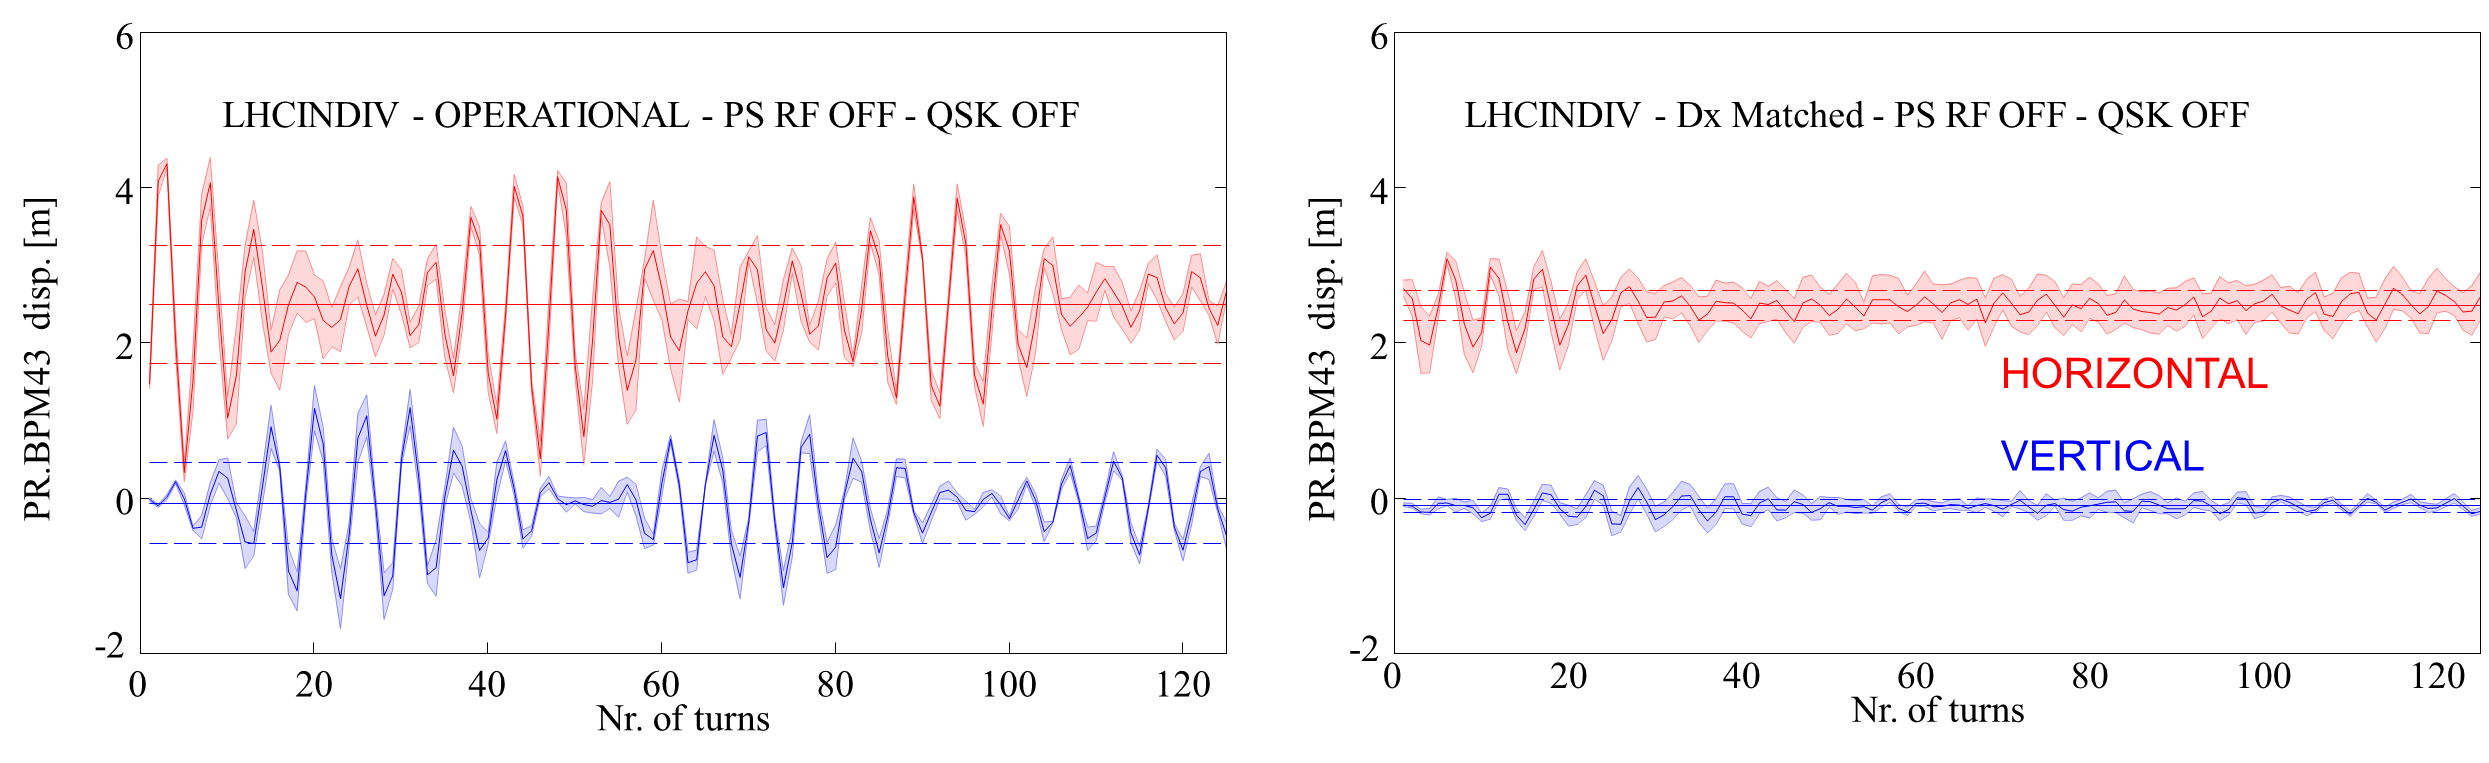 6
LHCINDIV - OPERATIONAL - PS RF OFF - QSK OFF
4
2
0
-2
PR.BPM43 disp. [m]
0 20 40 60 80 100 120
Nr. of turns
6
LHCINDIV - Dx Matched - PS RF OFF - QSK OFF
4
2
HORIZONTAL
VERTICAL
0
-2
PR.BPM43 disp. [m]
0 20 40 60 80 100 120
Nr. of turns